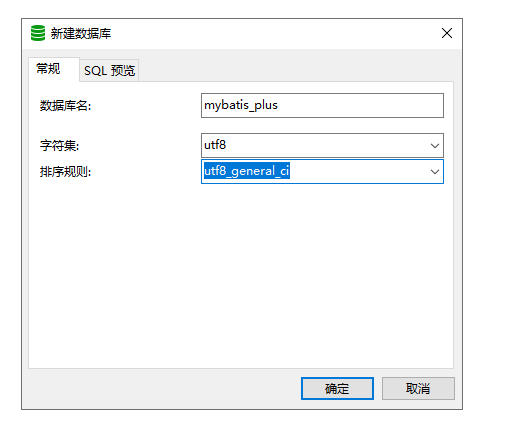 新建数据库
常规 SQL 预览
数据库名: mybatis_plus
字符集: utf8
排序规则: utf8_general_ci
确定 取消